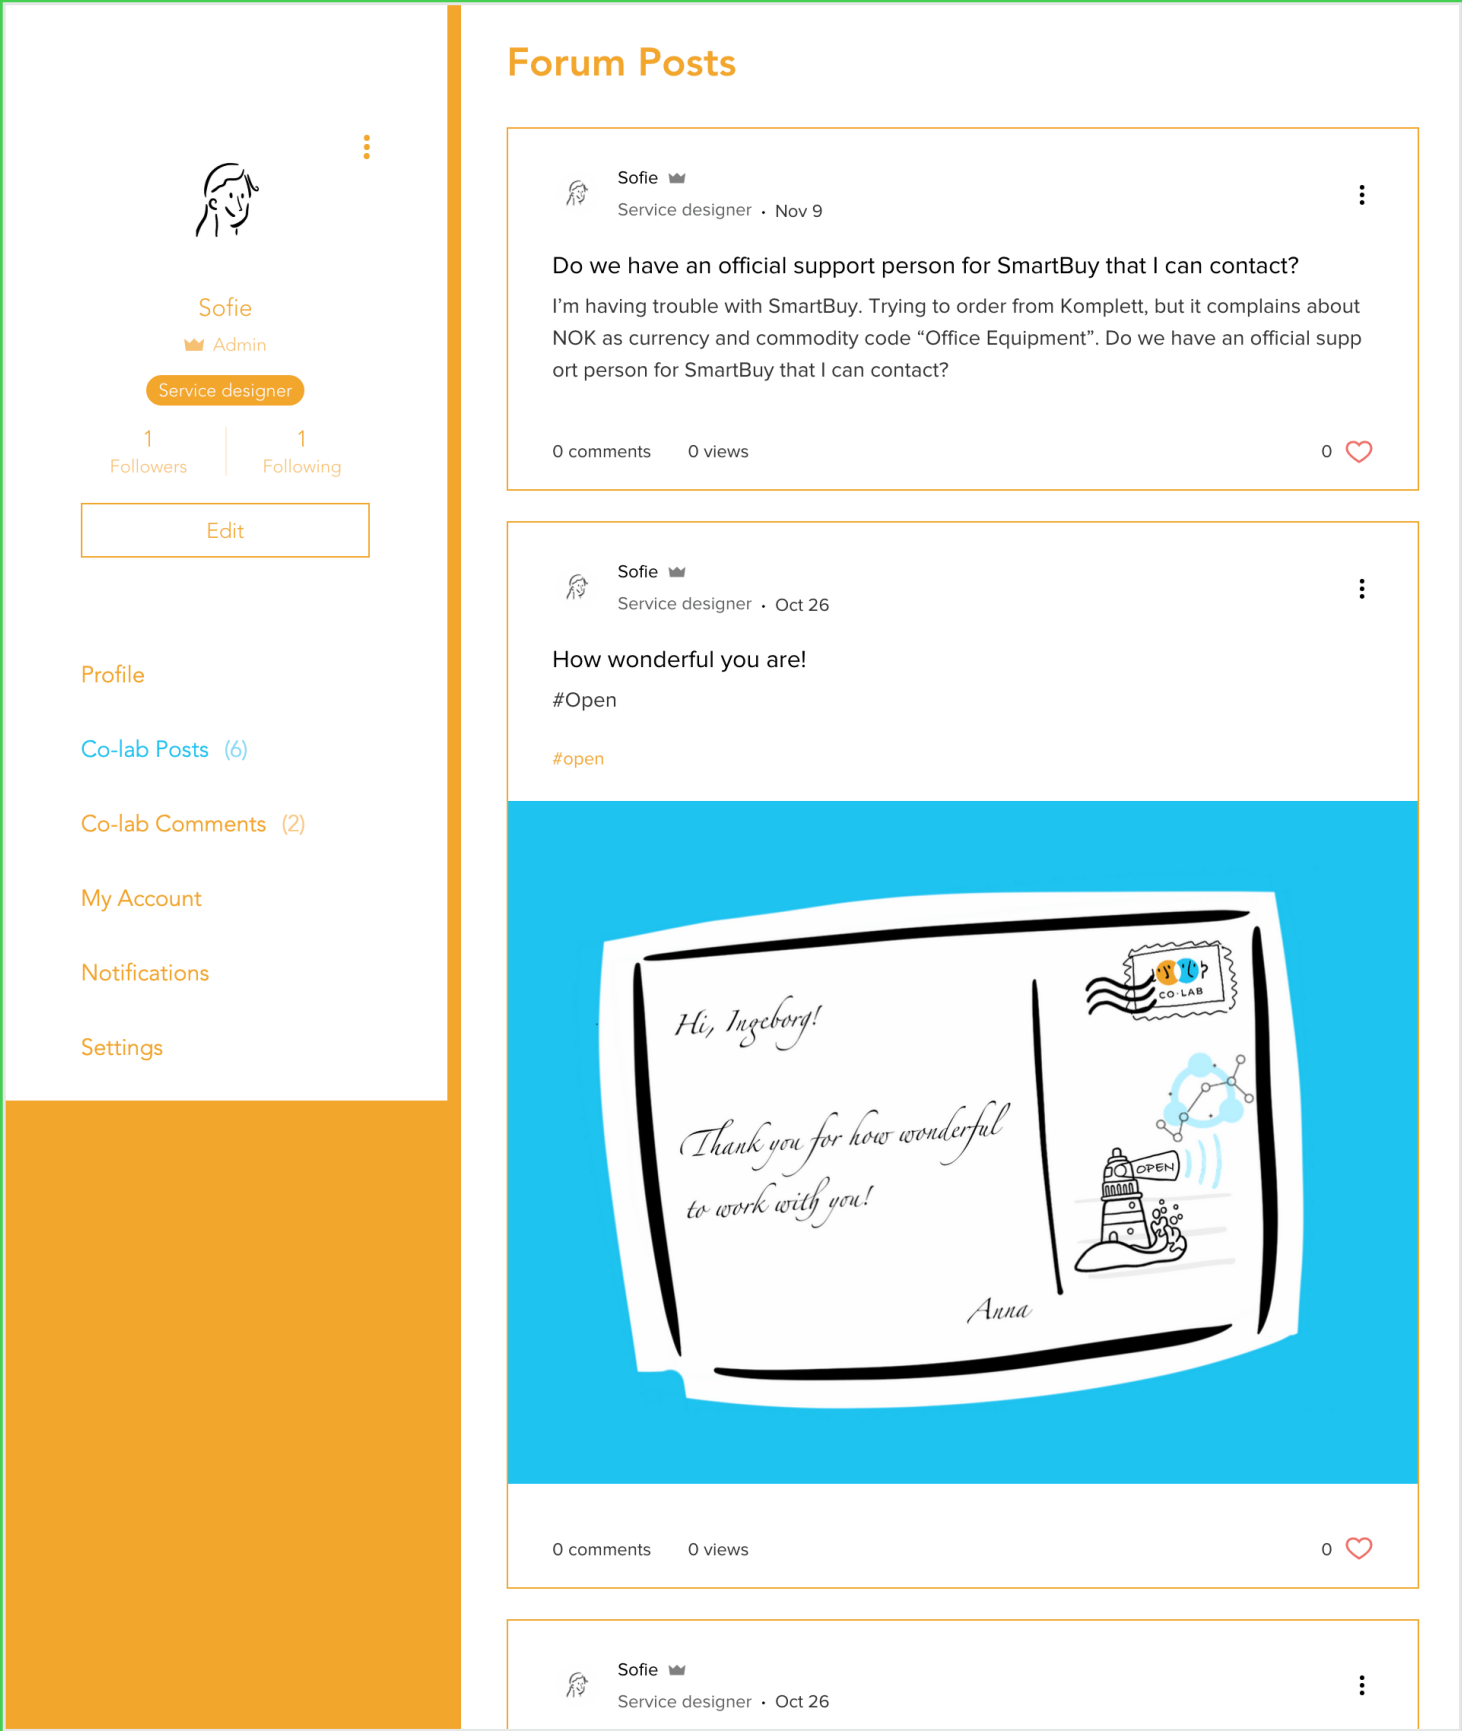 Sofie
Admin
Service designer
1
Followers
1
Following
Edit
Profile
Co-lab Posts (6)
Co-lab Comments (2)
My Account
Notifications
Settings
Forum Posts
Sofie
Service designer • Nov 9
Do we have an official support person for SmartBuy that I can contact?
I’m having trouble with SmartBuy. Trying to order from Komplett, but it complains about
NOK as currency and commodity code “Office Equipment”. Do we have an official supp
ort person for SmartBuy that I can contact?
0 comments 0 views 0
Sofie
Service designer • Oct 26
How wonderful you are!
#Open
#open
CO·LAB
Hi, Ingeborg!
Thank you for how wonderful
to work with you!
OPEN
Anna
0 comments 0 views 0
Sofie
Service designer • Oct 26